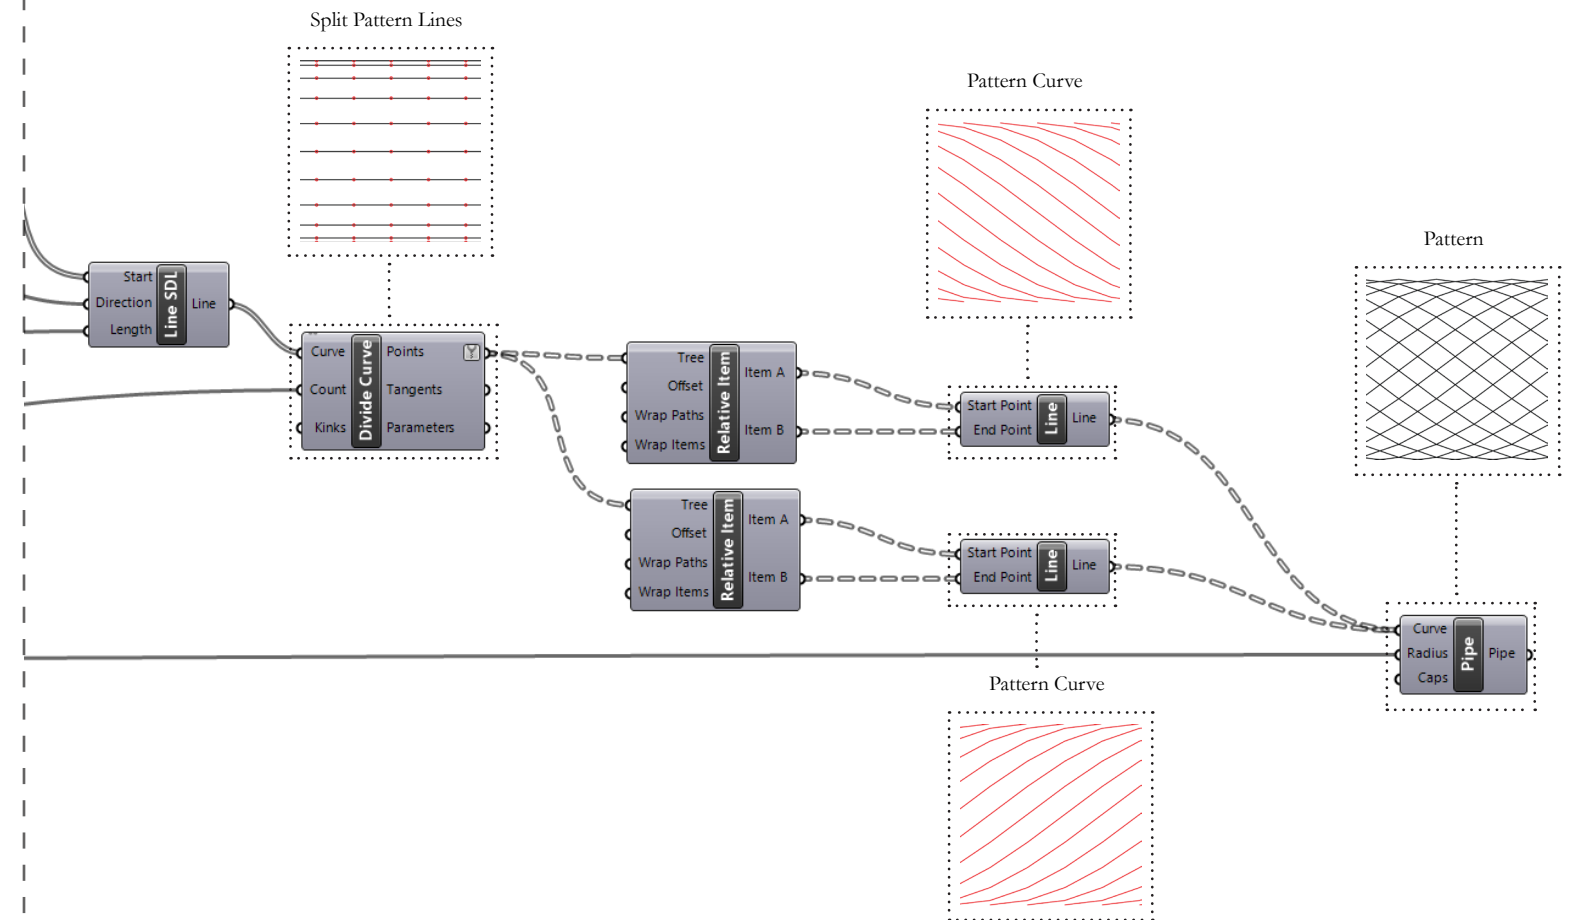 Split Pattern Lines
Pattern Curve
Pattern
Start
Direction
Length
Line SDL
Line
Curve
Count
Kinks
Divide Curve
Points
Tangents
Parameters
Tree
Offset
Wrap Paths
Wrap Items
Relative Item
Item A
Item B
Start Point
End Point
Line
Line
Tree
Offset
Wrap Paths
Wrap Items
Relative Item
Item A
Item B
Start Point
End Point
Line
Line
Curve
Radius
Caps
Pipe
Pipe
Pattern Curve